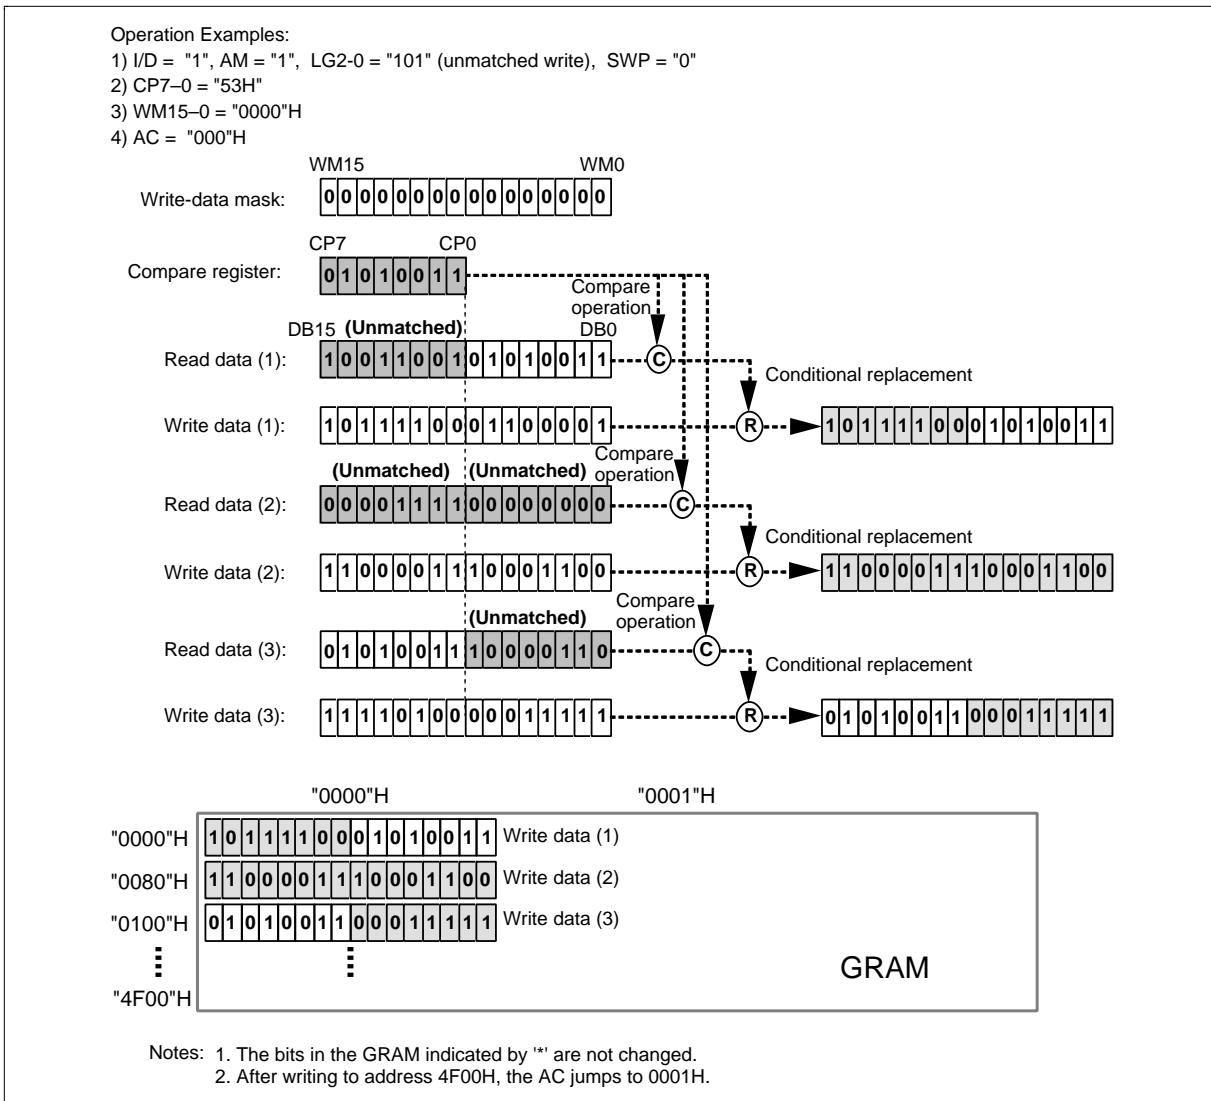 Operation Examples:
1) I/D = "1", AM = "1", LG2-0 = "101" (unmatched write), SWP = "0"
2) CP7–0 = "53H"
3) WM15–0 = "0000"H
4) AC = "000"H
WM15 WM0
Write-data mask: 0000000000000000
CP7 CP0
Compare register: 01010011
Compare
operation
DB15 (Unmatched) DB0
Read data (1): 1001100101010011 C
Conditional replacement
Write data (1): 1011110001100001 R 1011110001010011
Compare
operation
(Unmatched) (Unmatched)
Read data (2): 0000111100000000 C
Conditional replacement
Write data (2): 1100001110001100 R 1100001110001100
Compare
operation
(Unmatched)
Read data (3): 0101001110000110 C
Conditional replacement
Write data (3): 1111010000011111 R 0101001100011111
"0000"H "0001"H
"0000"H 1011110001010011 Write data (1)
"0080"H 1100001110001100 Write data (2)
"0100"H 0101001100011111 Write data (3)
GRAM
"4F00"H
Notes: 1. The bits in the GRAM indicated by '*' are not changed.
2. After writing to address 4F00H, the AC jumps to 0001H.